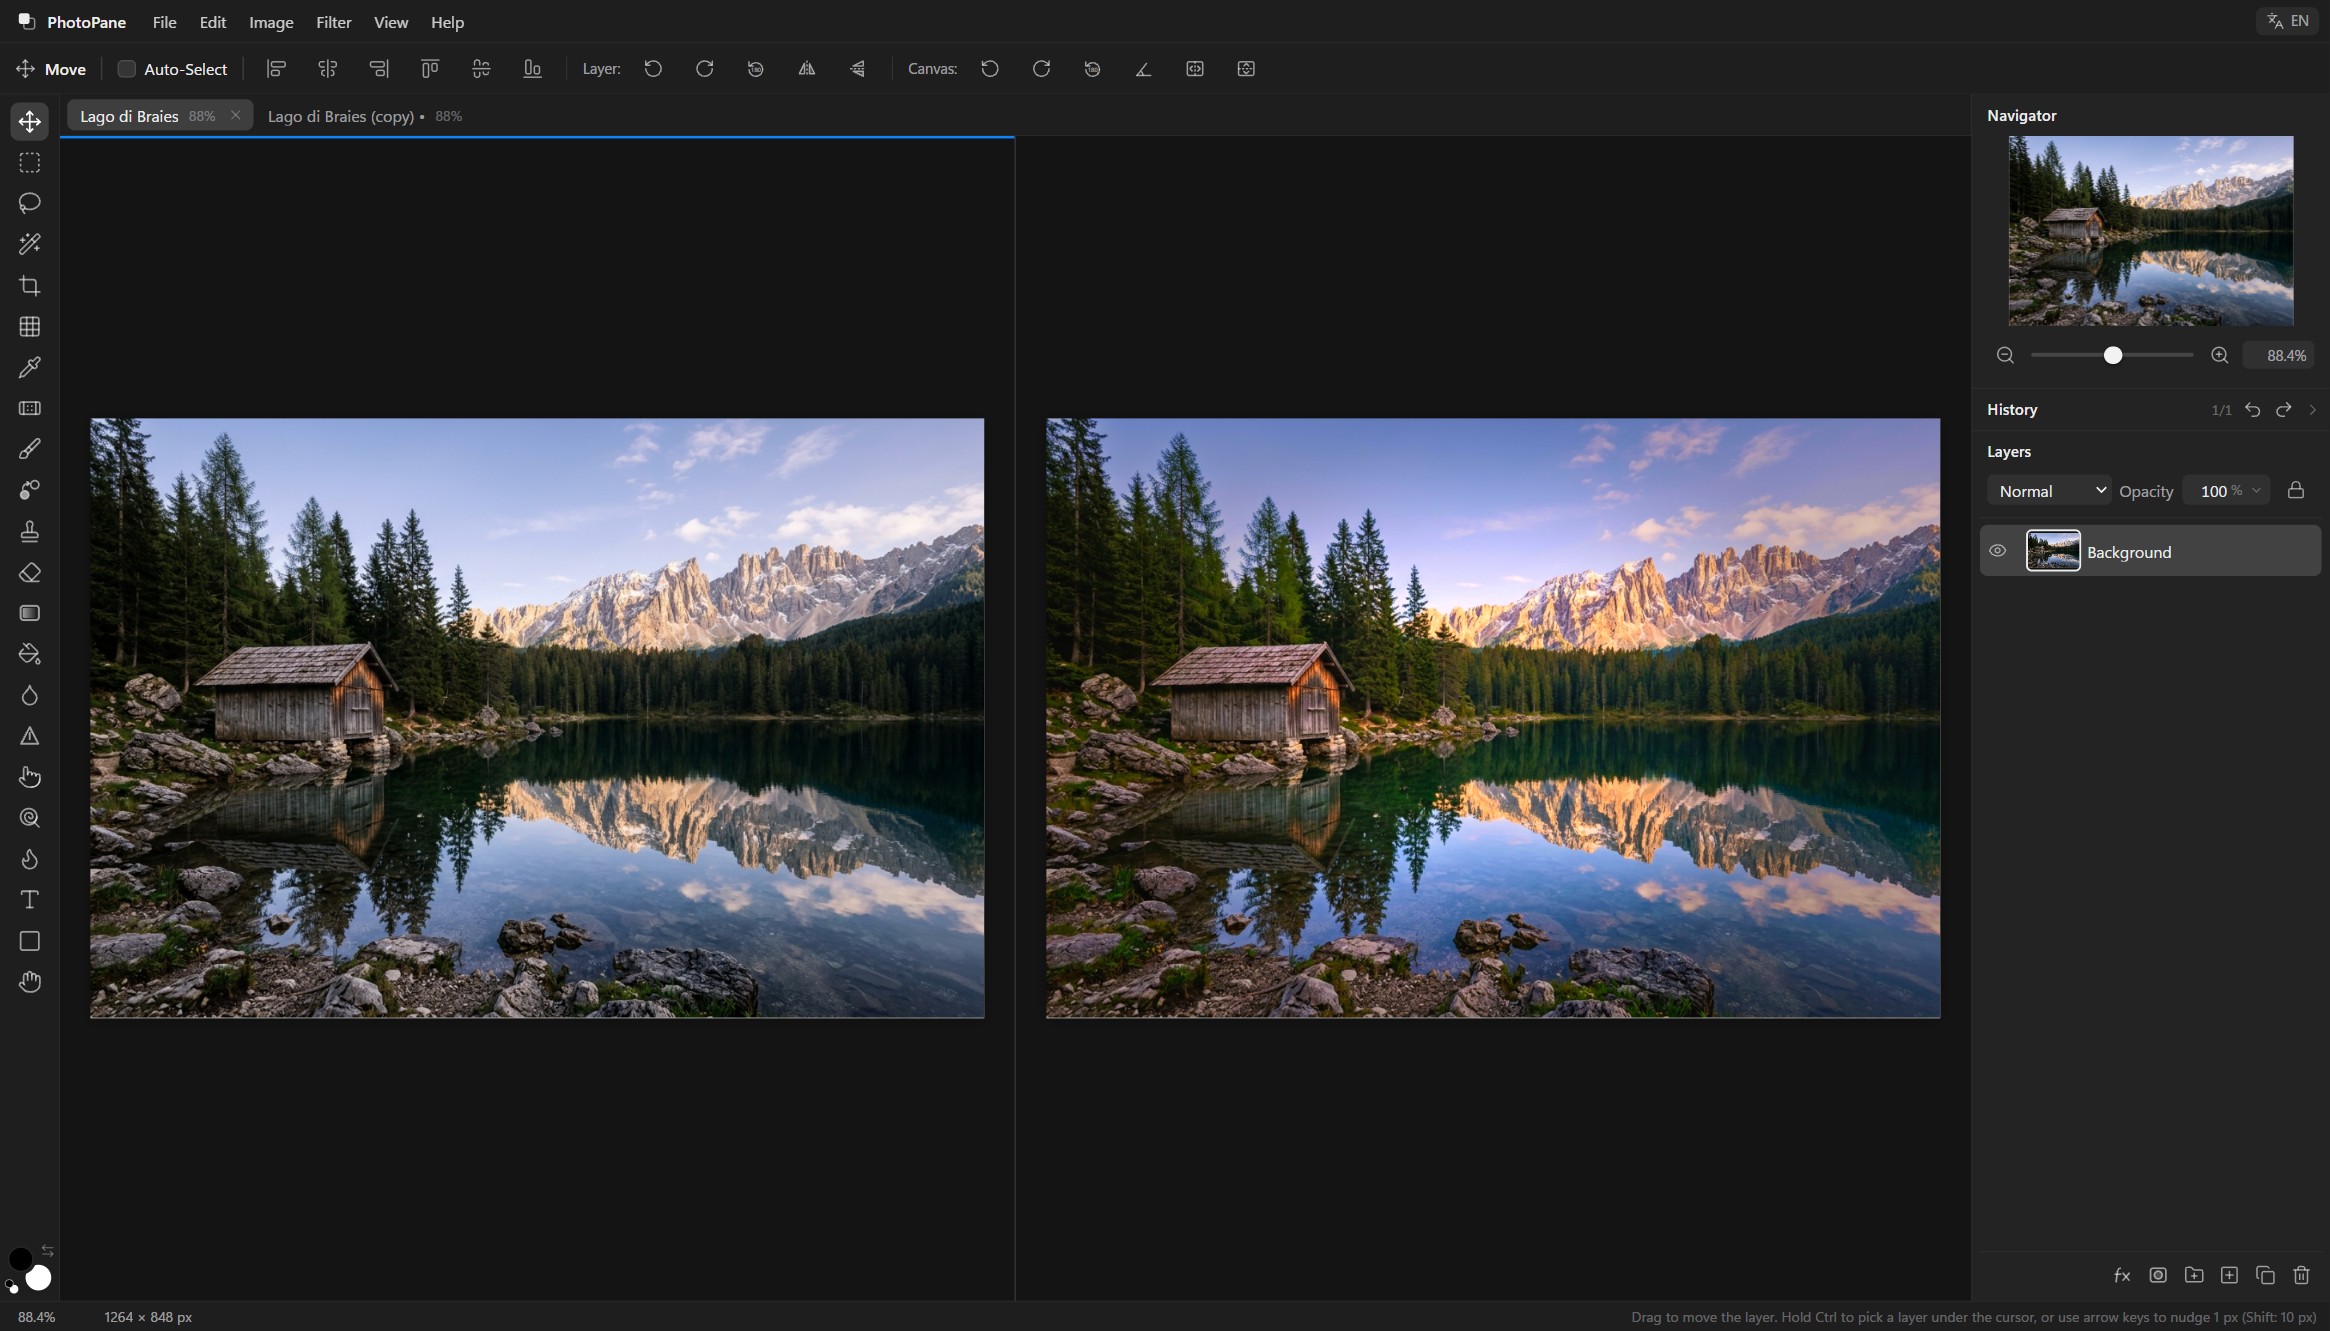 PhotoPane File Edit Image Filter View Help EN
Move Auto-Select Layer: Canvas:
Lago di Braies 88% Lago di Braies (copy) • 88%
Navigator
88.4%
History 1/1
Layers
Normal Opacity 100 %
Background
fx
88.4% 1264 × 848 px Drag to move the layer. Hold Ctrl to pick a layer under the cursor, or use arrow keys to nudge 1 px (Shift: 10 px)